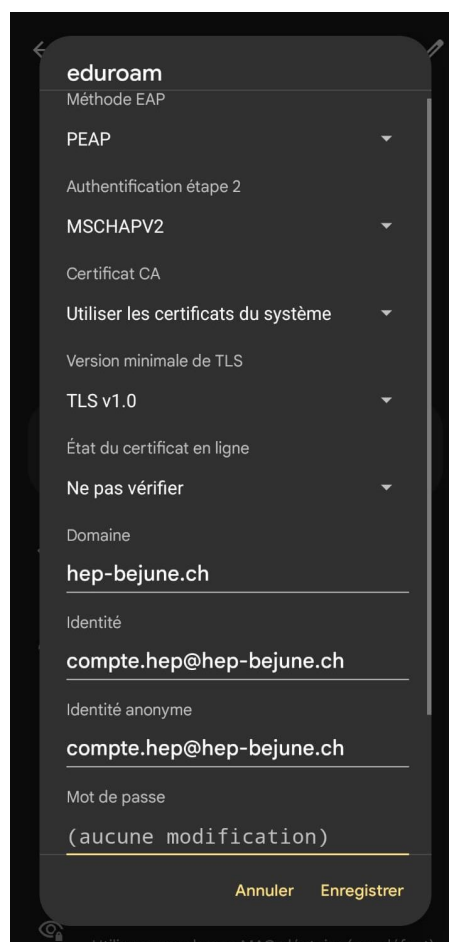 eduroam
Méthode EAP
PEAP
Authentification étape 2
MSCHAPV2
Certificat CA
Utiliser les certificats du système
Version minimale de TLS
TLS v1.0
État du certificat en ligne
Ne pas vérifier
Domaine
hep-bejune.ch
Identité
compte.hep@hep-bejune.ch
Identité anonyme
compte.hep@hep-bejune.ch
Mot de passe
(aucune modification)
Annuler Enregistrer